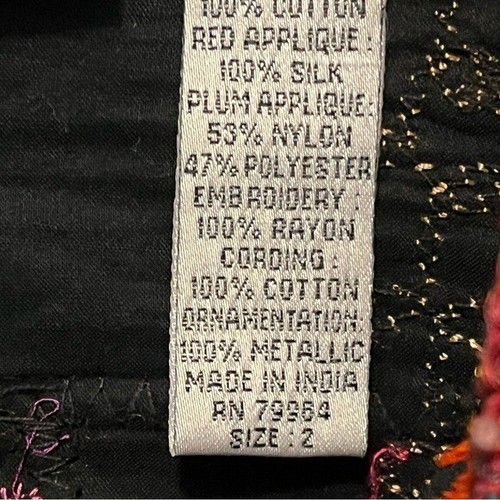 100% COTTON
RED APPLIQUE :
100% SILK
PLUM APPLIQUE:
53% NYLON
47% POLYESTER
EMBROIDERY :
100% RAYON
CORDING :
100% COTTON
ORNAMENTATION:
100% METALLIC
MADE IN INDIA
RN 79984
SIZE : 2